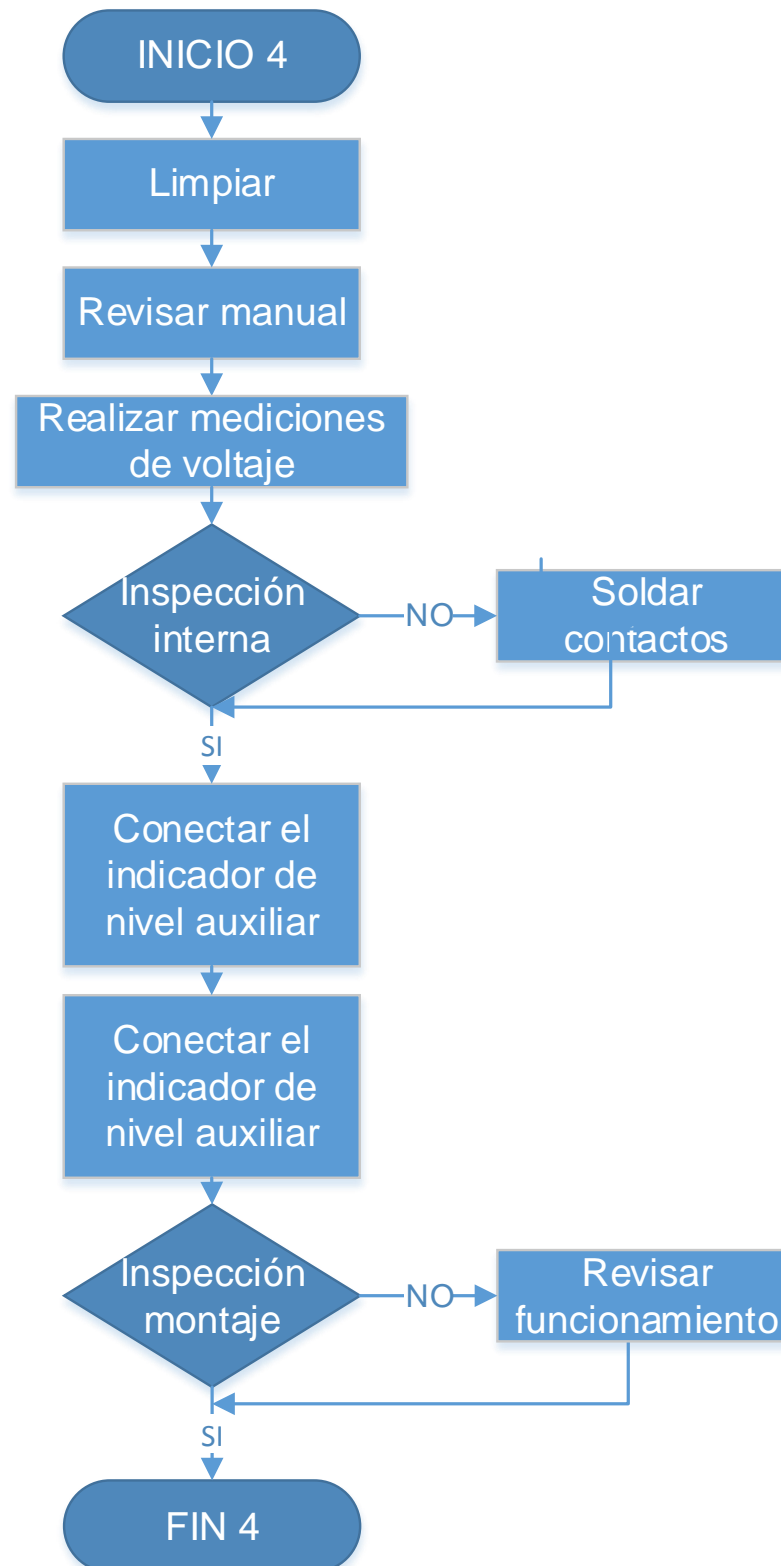 INICIO 4
Limpiar
Revisar manual
Realizar mediciones
de voltaje
Inspección
interna
NO
Soldar
contactos
SI
Conectar el
indicador de
nivel auxiliar
Conectar el
indicador de
nivel auxiliar
Inspección
montaje
NO
Revisar
funcionamiento
SI
FIN 4